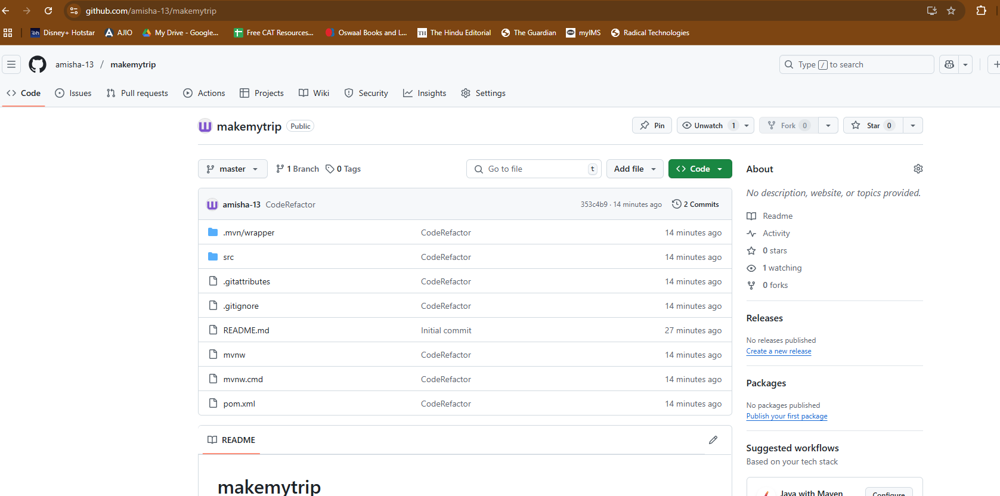 github.com/amisha-13/makemytrip
Disney+ Hotstar AJIO My Drive - Google... Free CAT Resources... Oswaal Books and L... TH The Hindu Editorial The Guardian ims myIMS Radical Technologies
amisha-13 / makemytrip Type / to search
Code Issues Pull requests Actions Projects Wiki Security Insights Settings
makemytrip Public Pin Unwatch 1 Fork 0 Star 0
master 1 Branch 0 Tags Go to file t Add file Code
amisha-13 CodeRefactor 353c4b9 · 14 minutes ago 2 Commits
.mvn/wrapper CodeRefactor 14 minutes ago
src CodeRefactor 14 minutes ago
.gitattributes CodeRefactor 14 minutes ago
.gitignore CodeRefactor 14 minutes ago
README.md Initial commit 27 minutes ago
mvnw CodeRefactor 14 minutes ago
mvnw.cmd CodeRefactor 14 minutes ago
pom.xml CodeRefactor 14 minutes ago
README
makemytrip
About
No description, website, or topics provided.
Readme
Activity
0 stars
1 watching
0 forks
Releases
No releases published
Create a new release
Packages
No packages published
Publish your first package
Suggested workflows
Based on your tech stack
Java with Maven Configure